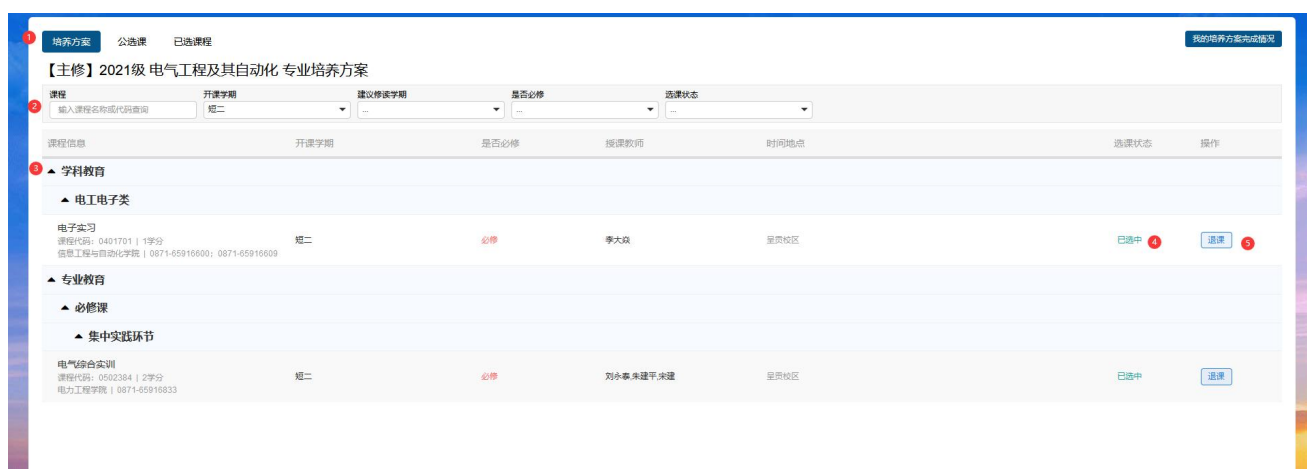 1 培养方案 公选课 已选课程 我的培养方案完成情况
【主修】2021级 电气工程及其自动化 专业培养方案
课程 开课学期 建议修读学期 是否必修 选课状态
2 输入课程名称或代码查询 短二 ... ... ...
课程信息 开课学期 是否必修 授课教师 时间地点 选课状态 操作
3 学科教育
电工电子类
电子实习
课程代码：0401701 | 1学分
短二 必修 李大焱 呈贡校区 已选中 4 退课 5
信息工程与自动化学院 | 0871-65916600；0871-65916609
专业教育
必修课
集中实践环节
电气综合实训
课程代码：0502384 | 2学分
短二 必修 刘永春,朱建平,宋建 呈贡校区 已选中 退课
电力工程学院 | 0871-65916833